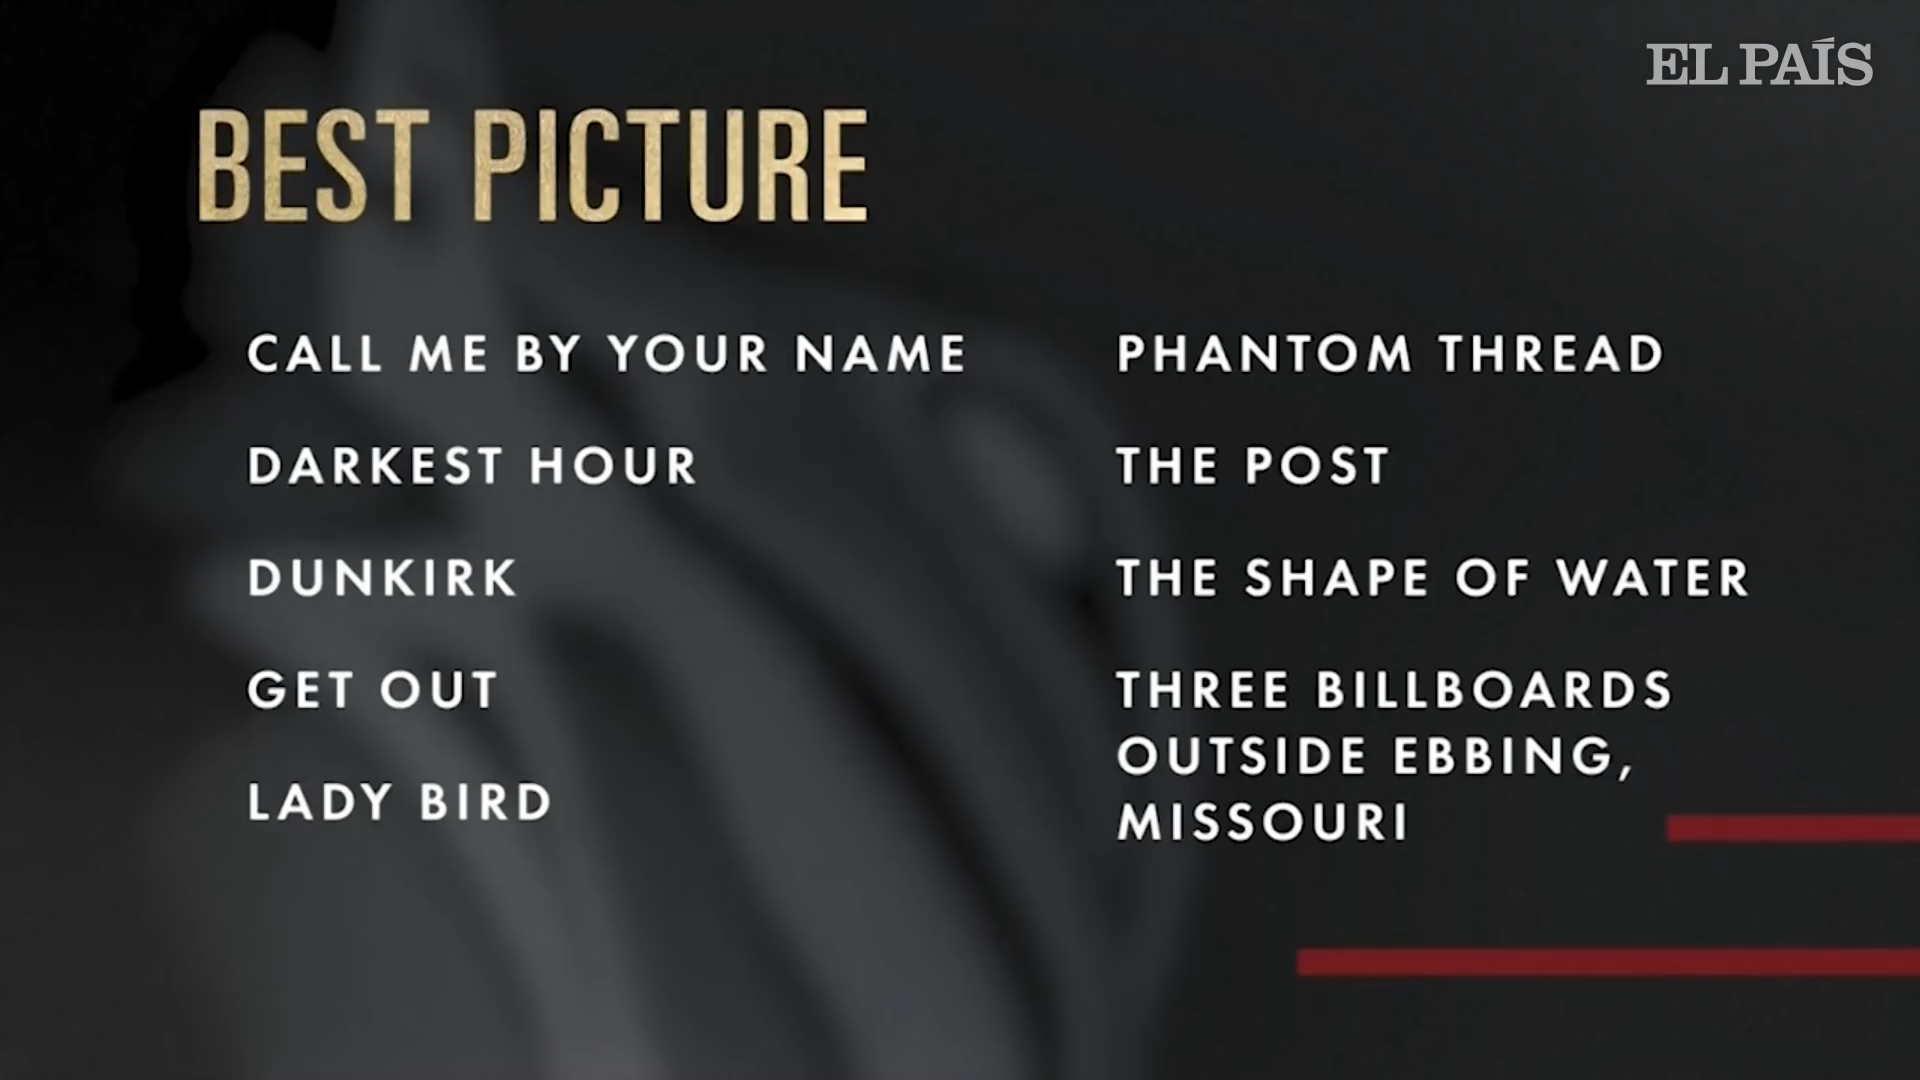 EL PAÍS
BEST PICTURE
CALL ME BY YOUR NAME
DARKEST HOUR
DUNKIRK
GET OUT
LADY BIRD
PHANTOM THREAD
THE POST
THE SHAPE OF WATER
THREE BILLBOARDS
OUTSIDE EBBING,
MISSOURI